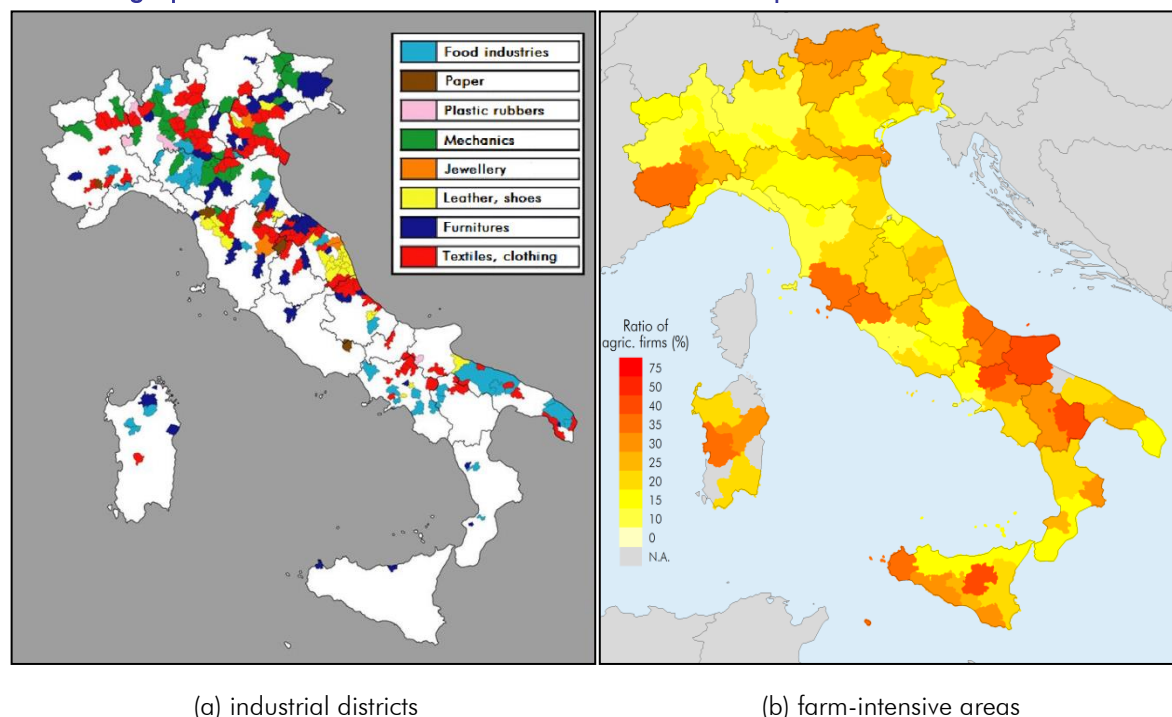 Food industries
Paper
Plastic rubbers
Mechanics
Jewellery
Leather, shoes
Furnitures
Textiles, clothing
Ratio of
agric. firms (%)
75
50
40
35
30
25
20
15
10
0
N.A.
(a) industrial districts
(b) farm-intensive areas